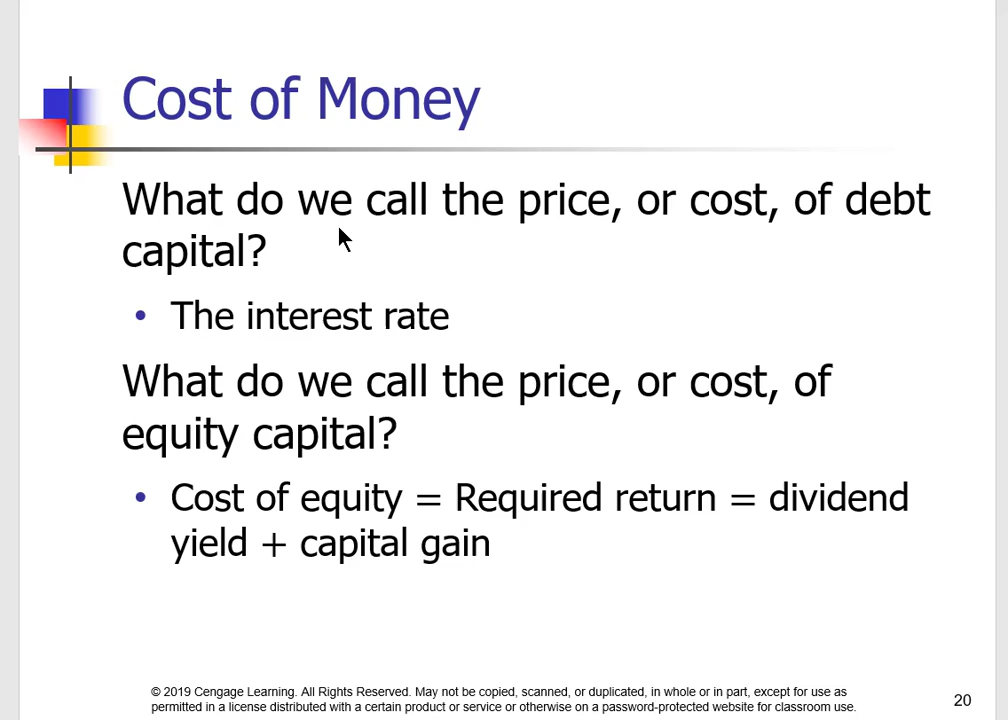 Cost of Money
What do we call the price, or cost, of debt
capital?
• The interest rate
What do we call the price, or cost, of
equity capital?
• Cost of equity = Required return = dividend
yield + capital gain
© 2019 Cengage Learning. All Rights Reserved. May not be copied, scanned, or duplicated, in whole or in part, except for use as
permitted in a license distributed with a certain product or service or otherwise on a password-protected website for classroom use.
20